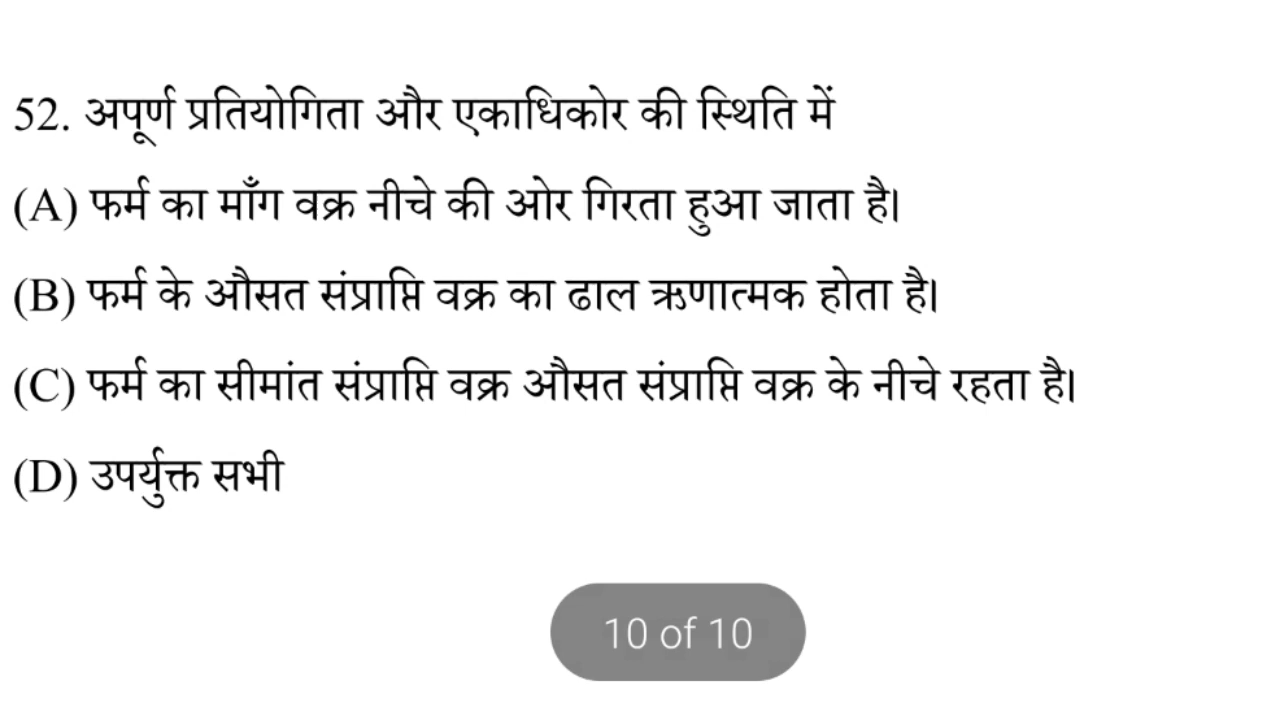 52. अपूर्ण प्रतियोगिता और एकाधिकोर की स्थिति में
(A) फर्म का माँग वक्र नीचे की ओर गिरता हुआ जाता है।
(B) फर्म के औसत संप्राप्ति वक्र का ढाल ऋणात्मक होता है।
(C) फर्म का सीमांत संप्राप्ति वक्र औसत संप्राप्ति वक्र के नीचे रहता है।
(D) उपर्युक्त सभी
10 of 10